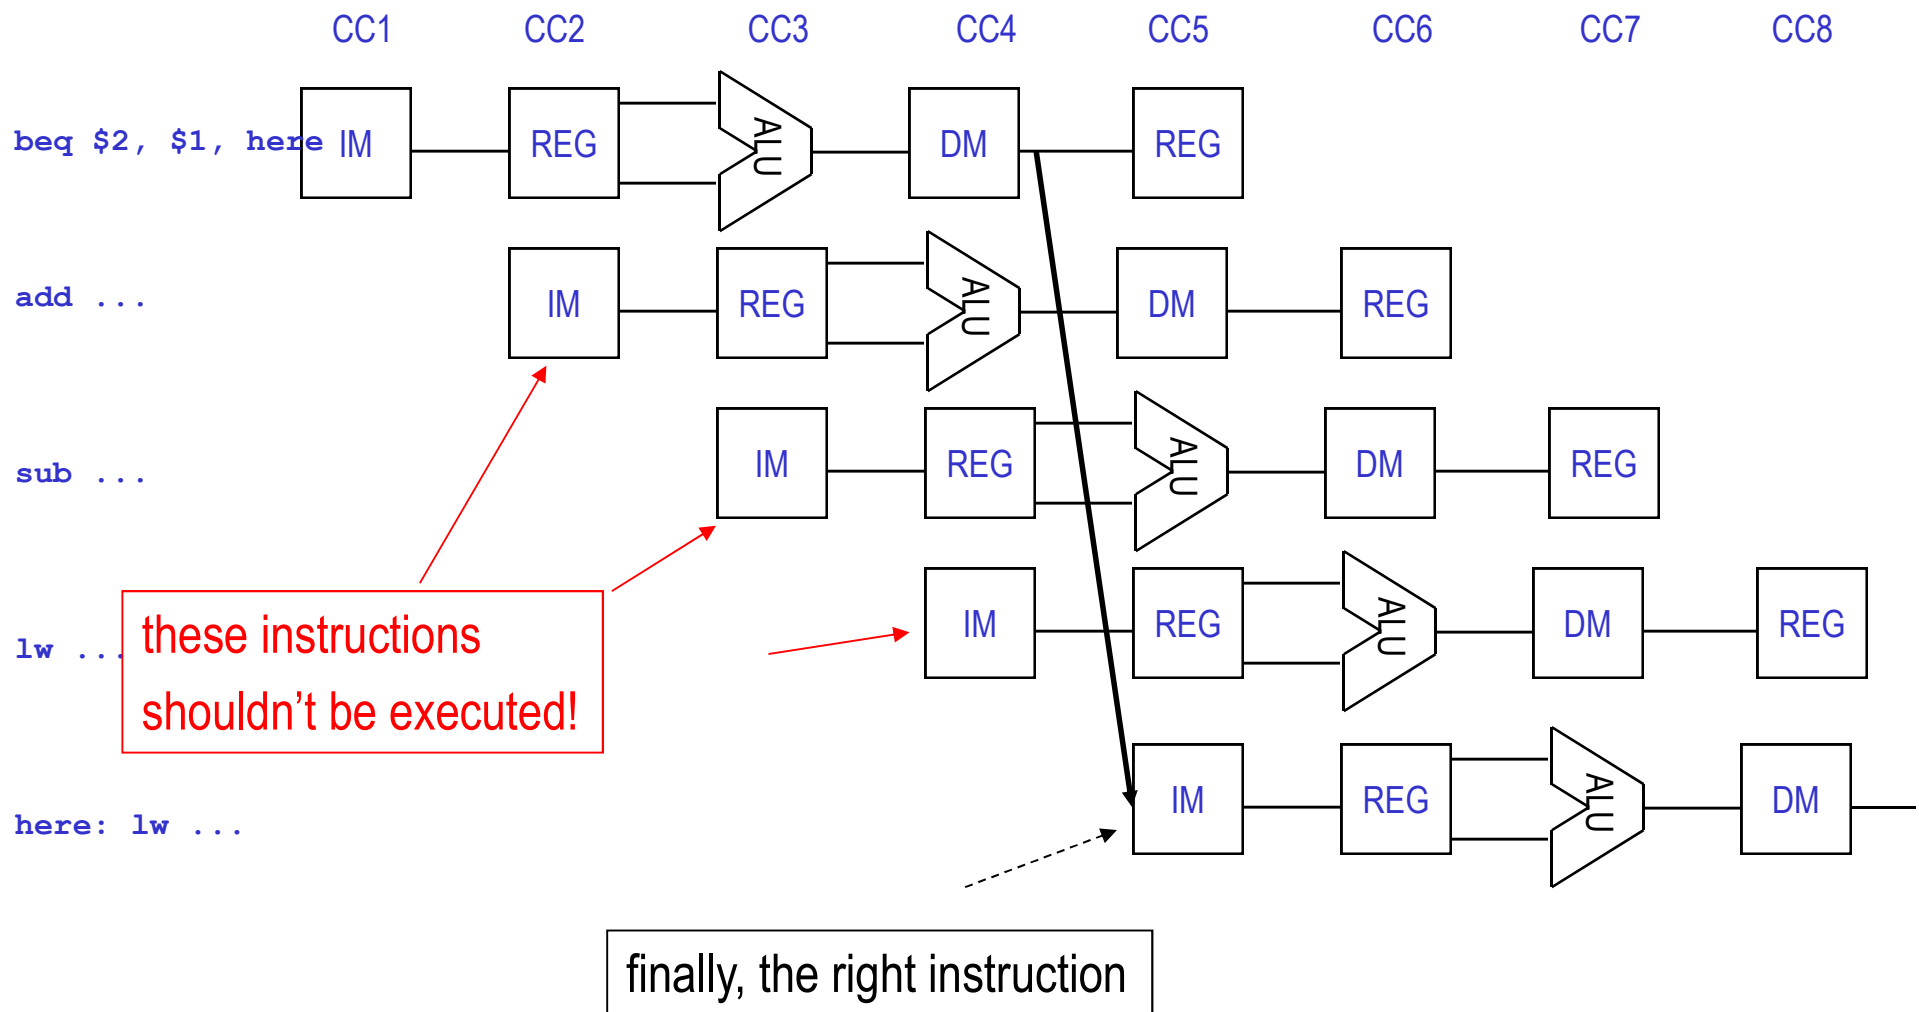 CC1 CC2 CC3 CC4 CC5 CC6 CC7 CC8
beq $2, $1, here IM REG ALU DM REG
add ... IM REG ALU DM REG
sub ... IM REG ALU DM REG
lw ... IM REG ALU DM REG
these instructions
shouldn’t be executed!
here: lw ... IM REG ALU DM
finally, the right instruction